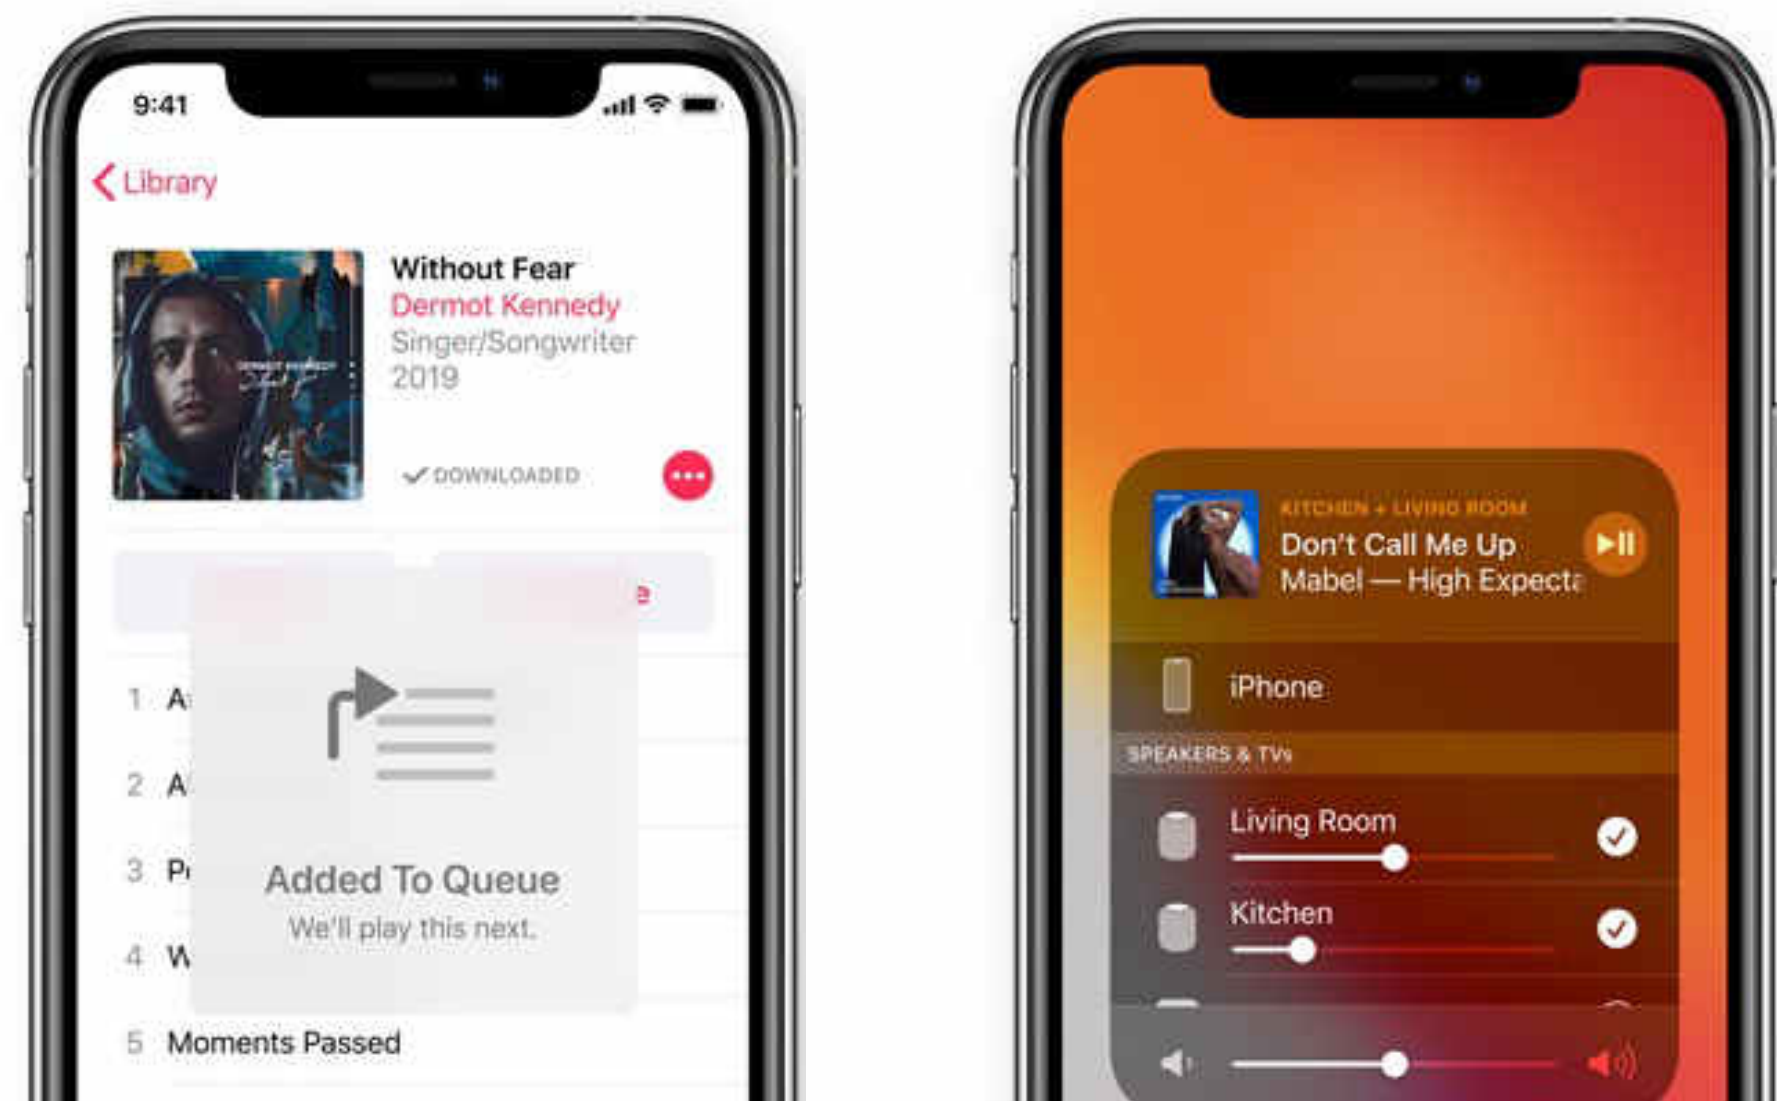 9:41
Library
Without Fear
Dermot Kennedy
Singer/Songwriter
2019
DERMOT KENNEDY
DOWNLOADED
e
1 A
2 A
3 P
4 W
Added To Queue
We'll play this next.
5 Moments Passed
KITCHEN + LIVING ROOM
Don't Call Me Up
Mabel — High Expecta
iPhone
SPEAKERS & TVs
Living Room
Kitchen